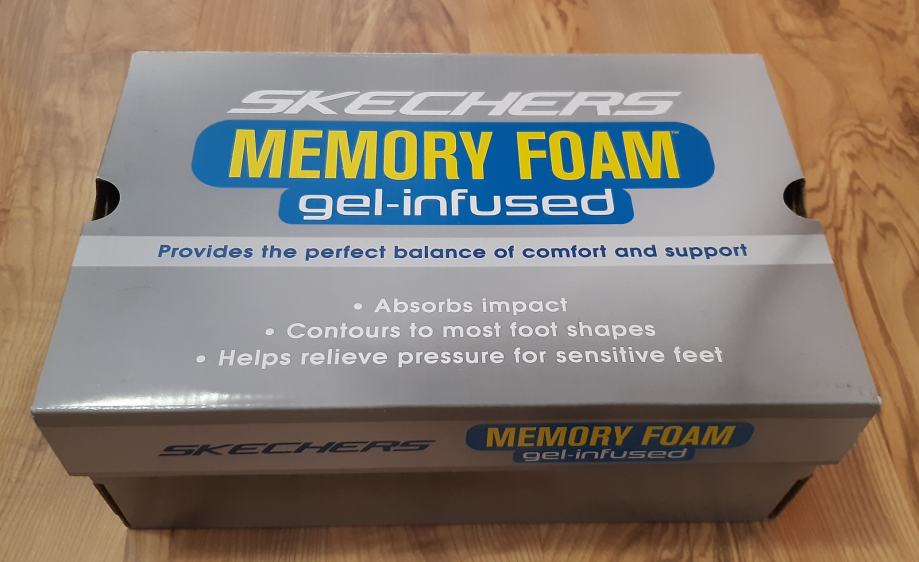 SKECHERS
MEMORY FOAM™
gel-infused
Provides the perfect balance of comfort and support
• Absorbs impact
• Contours to most foot shapes
• Helps relieve pressure for sensitive feet
SKECHERS MEMORY FOAM
gel-infused